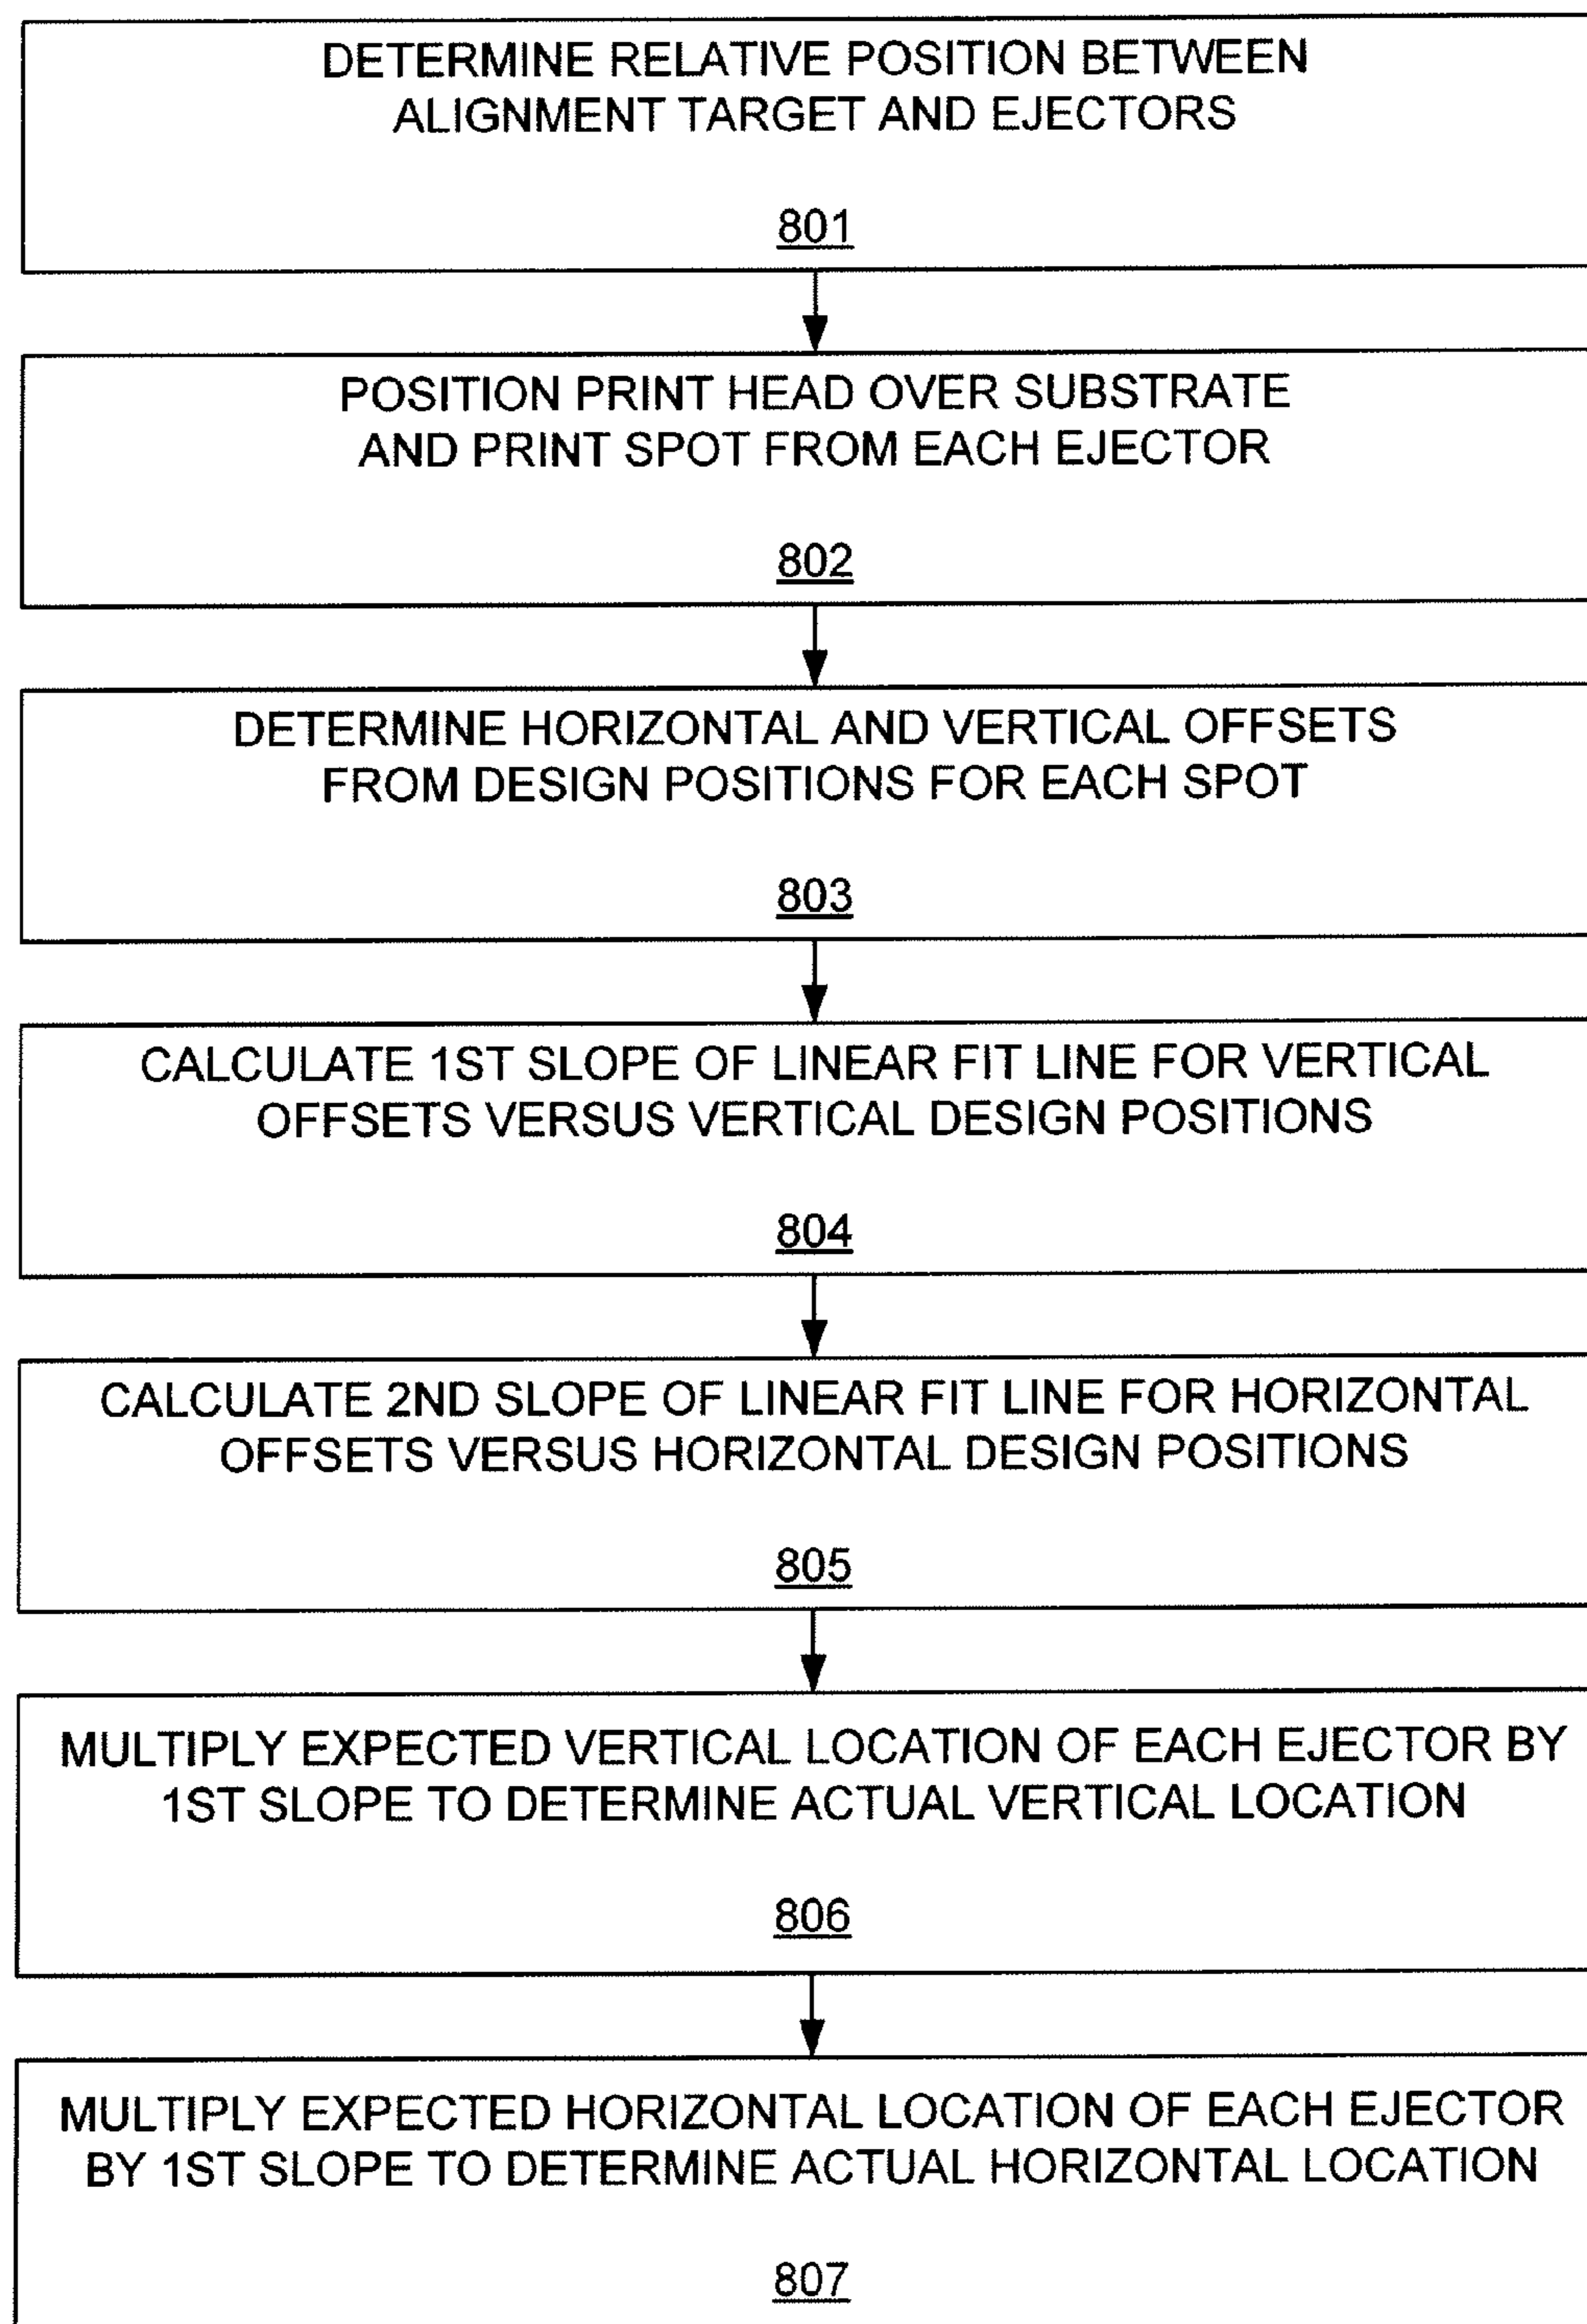 DETERMINE RELATIVE POSITION BETWEEN
ALIGNMENT TARGET AND EJECTORS
801
POSITION PRINT HEAD OVER SUBSTRATE
AND PRINT SPOT FROM EACH EJECTOR
802
DETERMINE HORIZONTAL AND VERTICAL OFFSETS
FROM DESIGN POSITIONS FOR EACH SPOT
803
CALCULATE 1ST SLOPE OF LINEAR FIT LINE FOR VERTICAL
OFFSETS VERSUS VERTICAL DESIGN POSITIONS
804
CALCULATE 2ND SLOPE OF LINEAR FIT LINE FOR HORIZONTAL
OFFSETS VERSUS HORIZONTAL DESIGN POSITIONS
805
MULTIPLY EXPECTED VERTICAL LOCATION OF EACH EJECTOR BY
1ST SLOPE TO DETERMINE ACTUAL VERTICAL LOCATION
806
MULTIPLY EXPECTED HORIZONTAL LOCATION OF EACH EJECTOR
BY 1ST SLOPE TO DETERMINE ACTUAL HORIZONTAL LOCATION
807